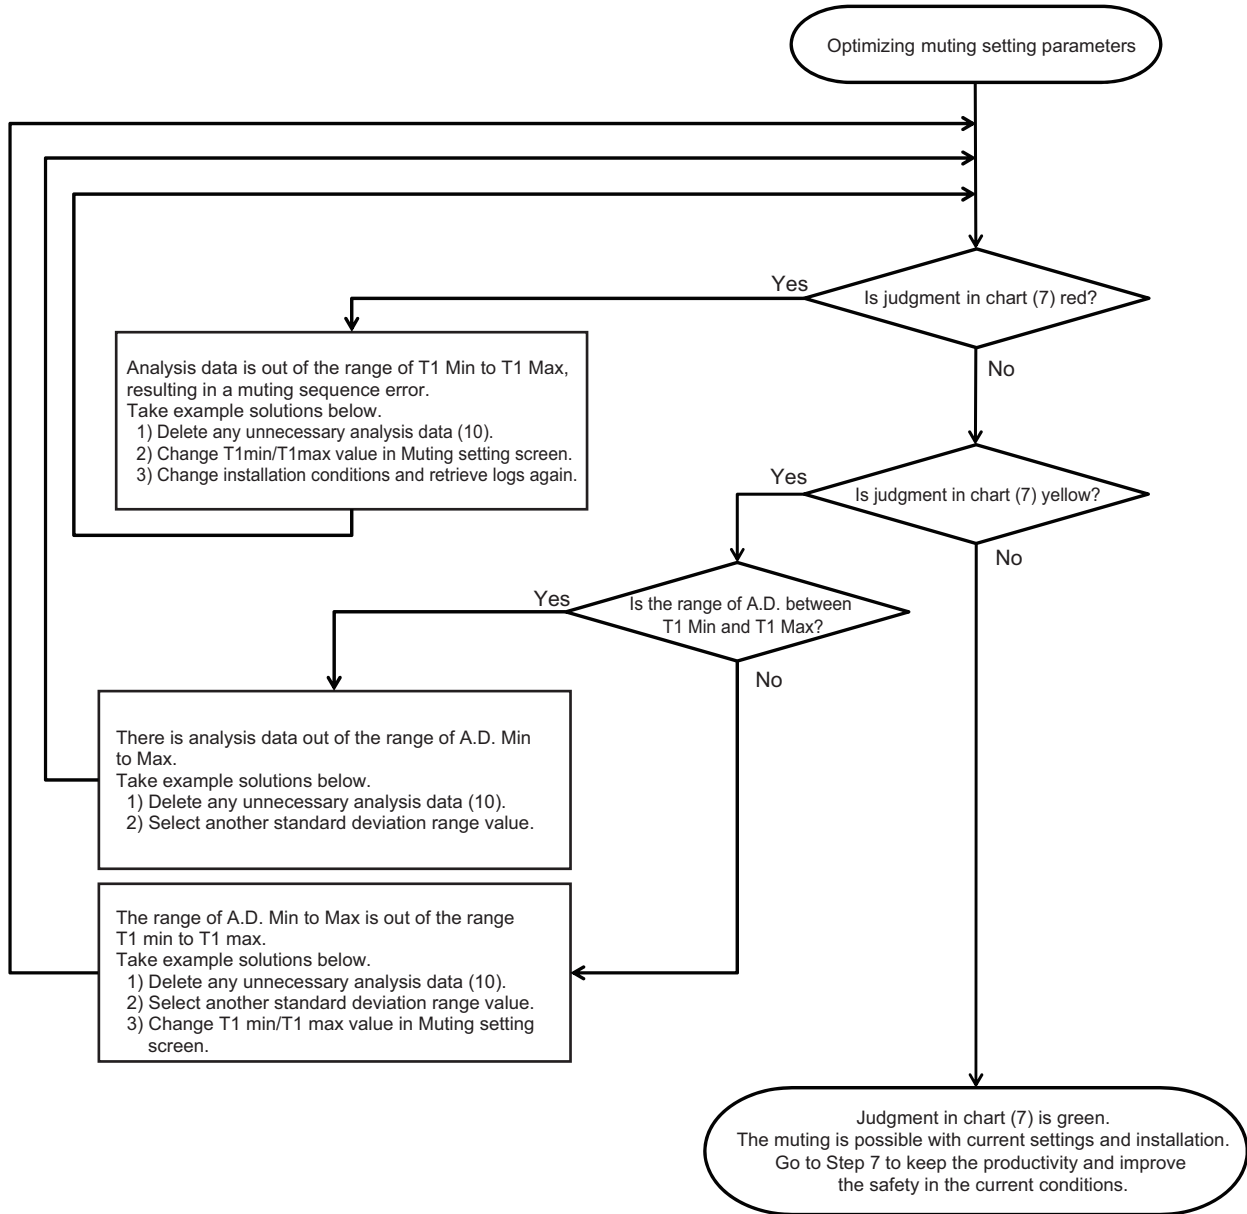 Optimizing muting setting parameters
Yes
Is judgment in chart (7) red?
No
Analysis data is out of the range of T1 Min to T1 Max,
resulting in a muting sequence error.
Take example solutions below.
1) Delete any unnecessary analysis data (10).
2) Change T1min/T1max value in Muting setting screen.
3) Change installation conditions and retrieve logs again.
Yes
Is judgment in chart (7) yellow?
No
Yes
Is the range of A.D. between
T1 Min and T1 Max?
No
There is analysis data out of the range of A.D. Min
to Max.
Take example solutions below.
1) Delete any unnecessary analysis data (10).
2) Select another standard deviation range value.
The range of A.D. Min to Max is out of the range
T1 min to T1 max.
Take example solutions below.
1) Delete any unnecessary analysis data (10).
2) Select another standard deviation range value.
3) Change T1 min/T1 max value in Muting setting
screen.
Judgment in chart (7) is green.
The muting is possible with current settings and installation.
Go to Step 7 to keep the productivity and improve
the safety in the current conditions.